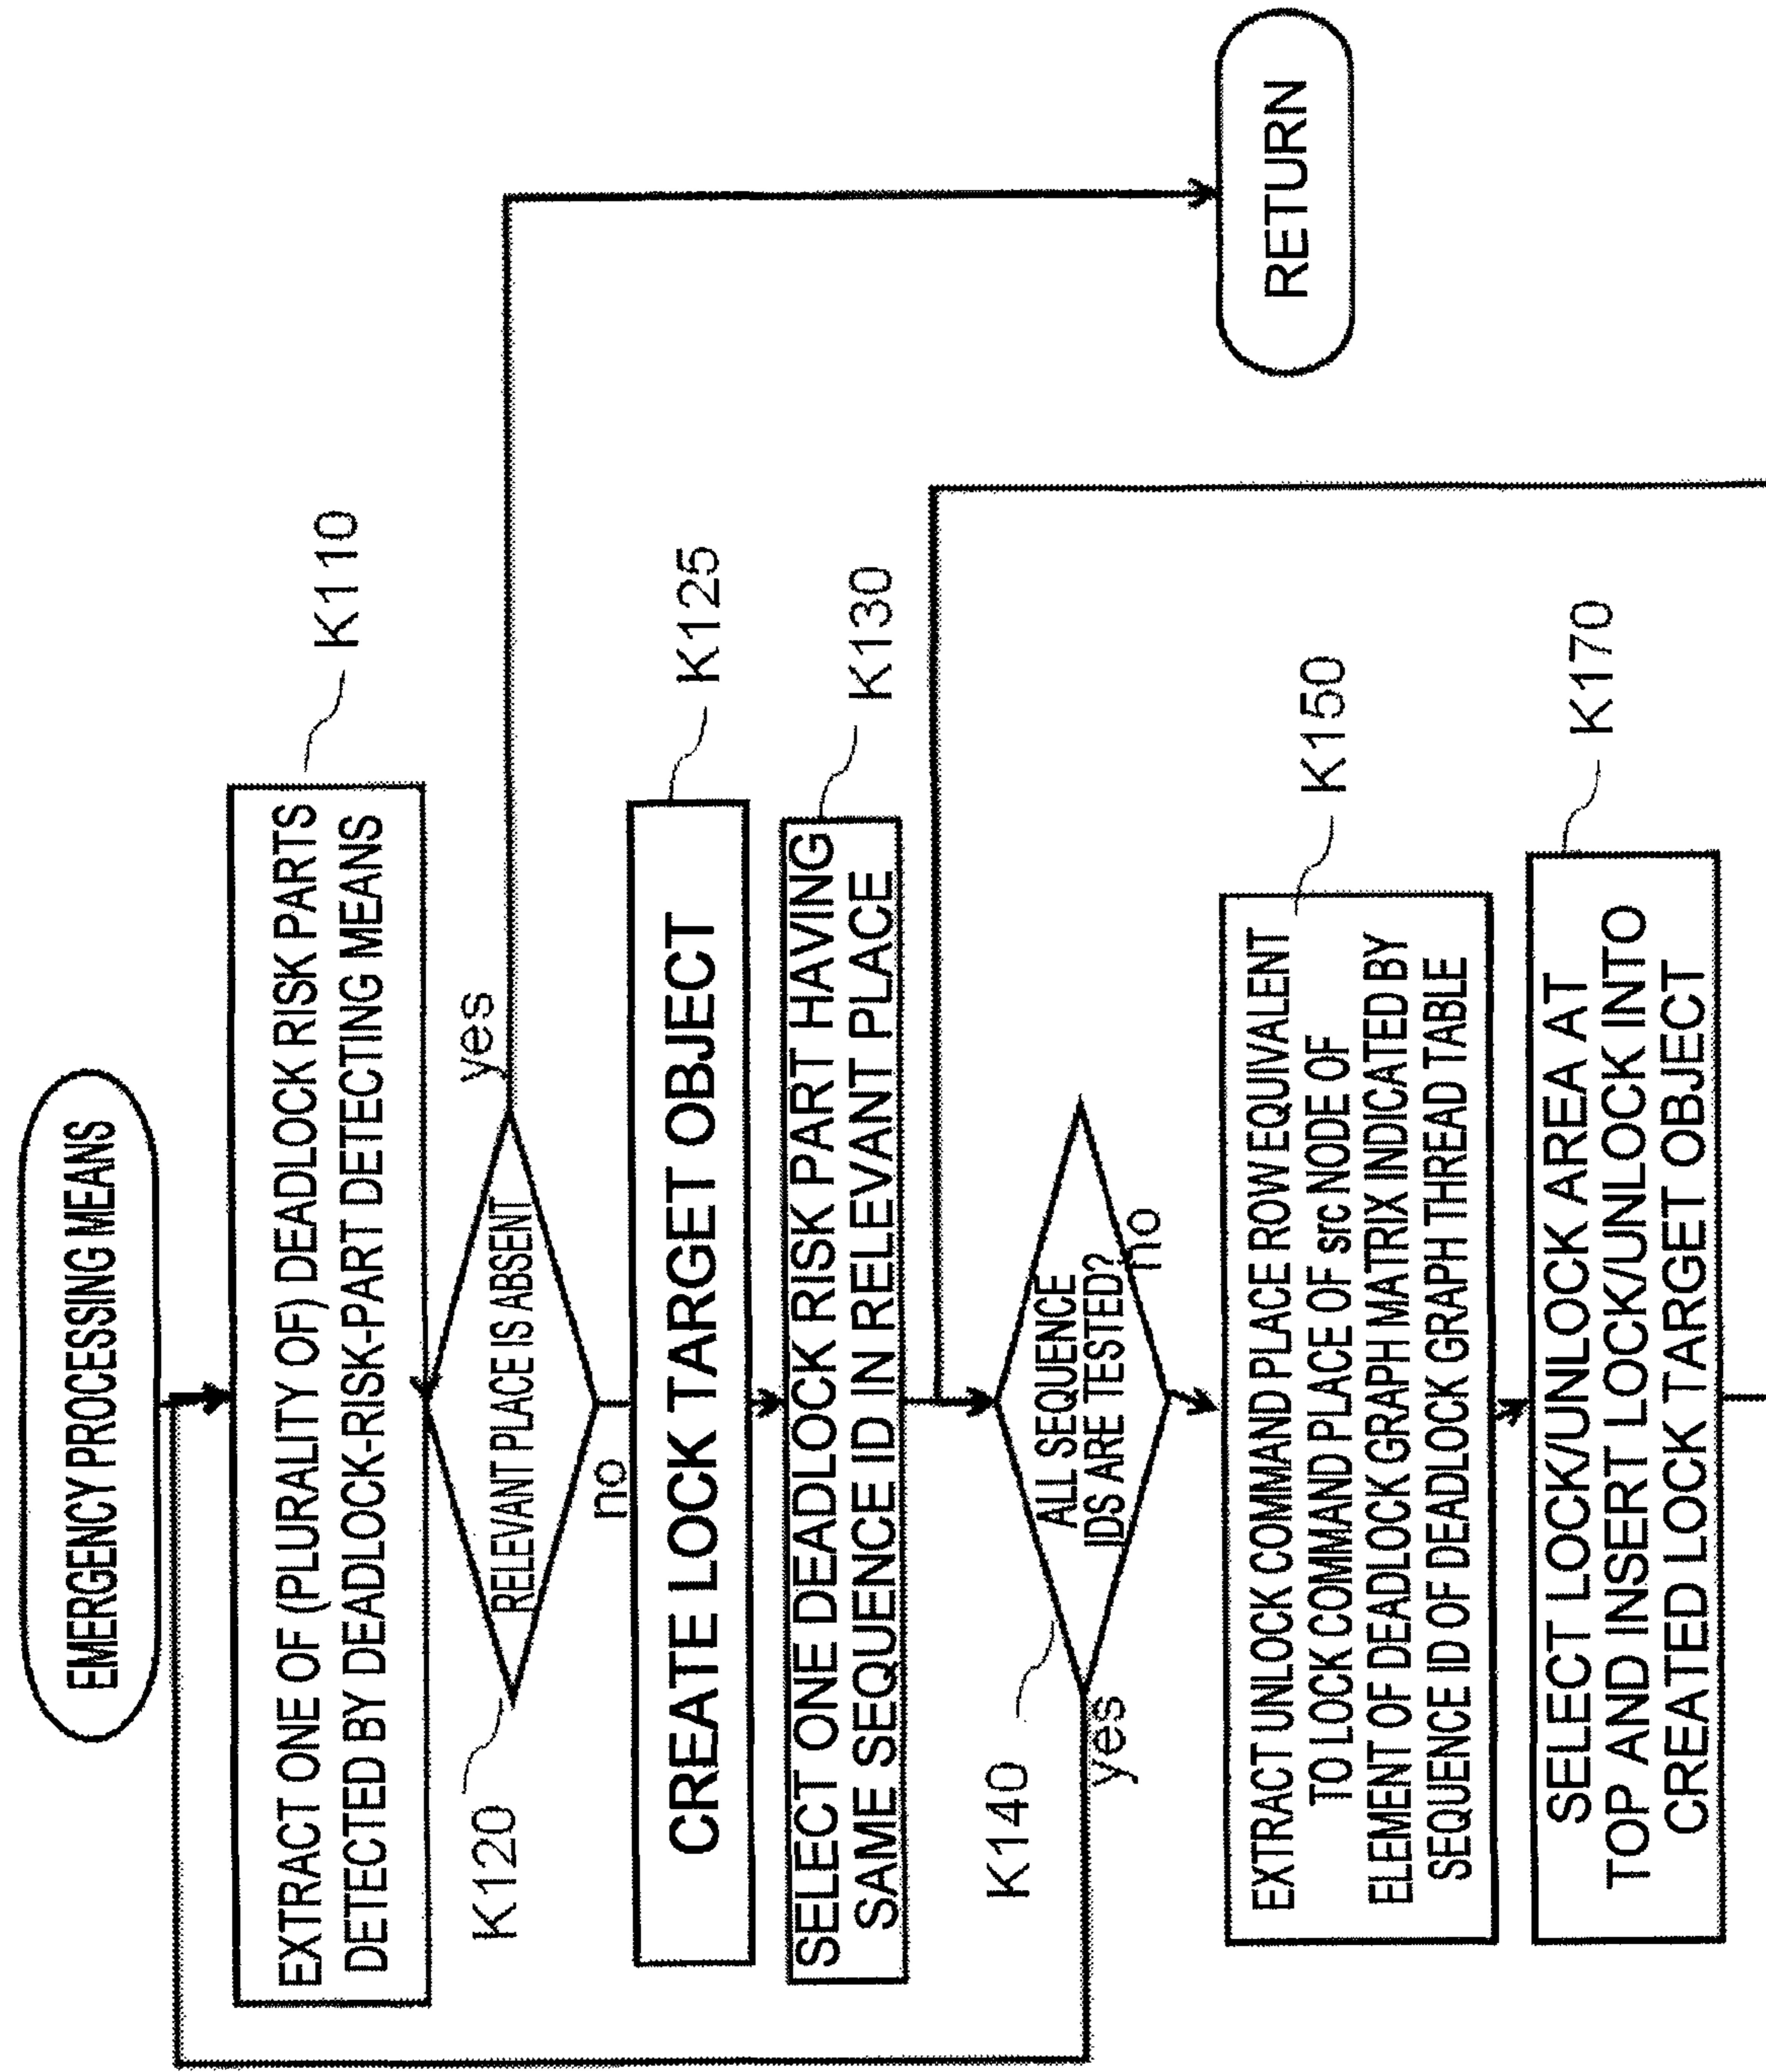 EMERGENCY PROCESSING MEANS
EXTRACT ONE OF (PLURALITY OF) DEADLOCK RISK PARTS
DETECTED BY DEADLOCK-RISK-PART DETECTING MEANS
K110
K120
RELEVANT PLACE IS ABSENT
yes
no
RETURN
CREATE LOCK TARGET OBJECT
K125
SELECT ONE DEADLOCK RISK PART HAVING
SAME SEQUENCE ID IN RELEVANT PLACE
K130
K140
ALL SEQUENCE
IDS ARE TESTED?
yes
no
EXTRACT UNLOCK COMMAND PLACE ROW EQUIVALENT
TO LOCK COMMAND PLACE OF src NODE OF
ELEMENT OF DEADLOCK GRAPH MATRIX INDICATED BY
SEQUENCE ID OF DEADLOCK GRAPH THREAD TABLE
K150
SELECT LOCK/UNLOCK AREA AT
TOP AND INSERT LOCK/UNLOCK INTO
CREATED LOCK TARGET OBJECT
K170